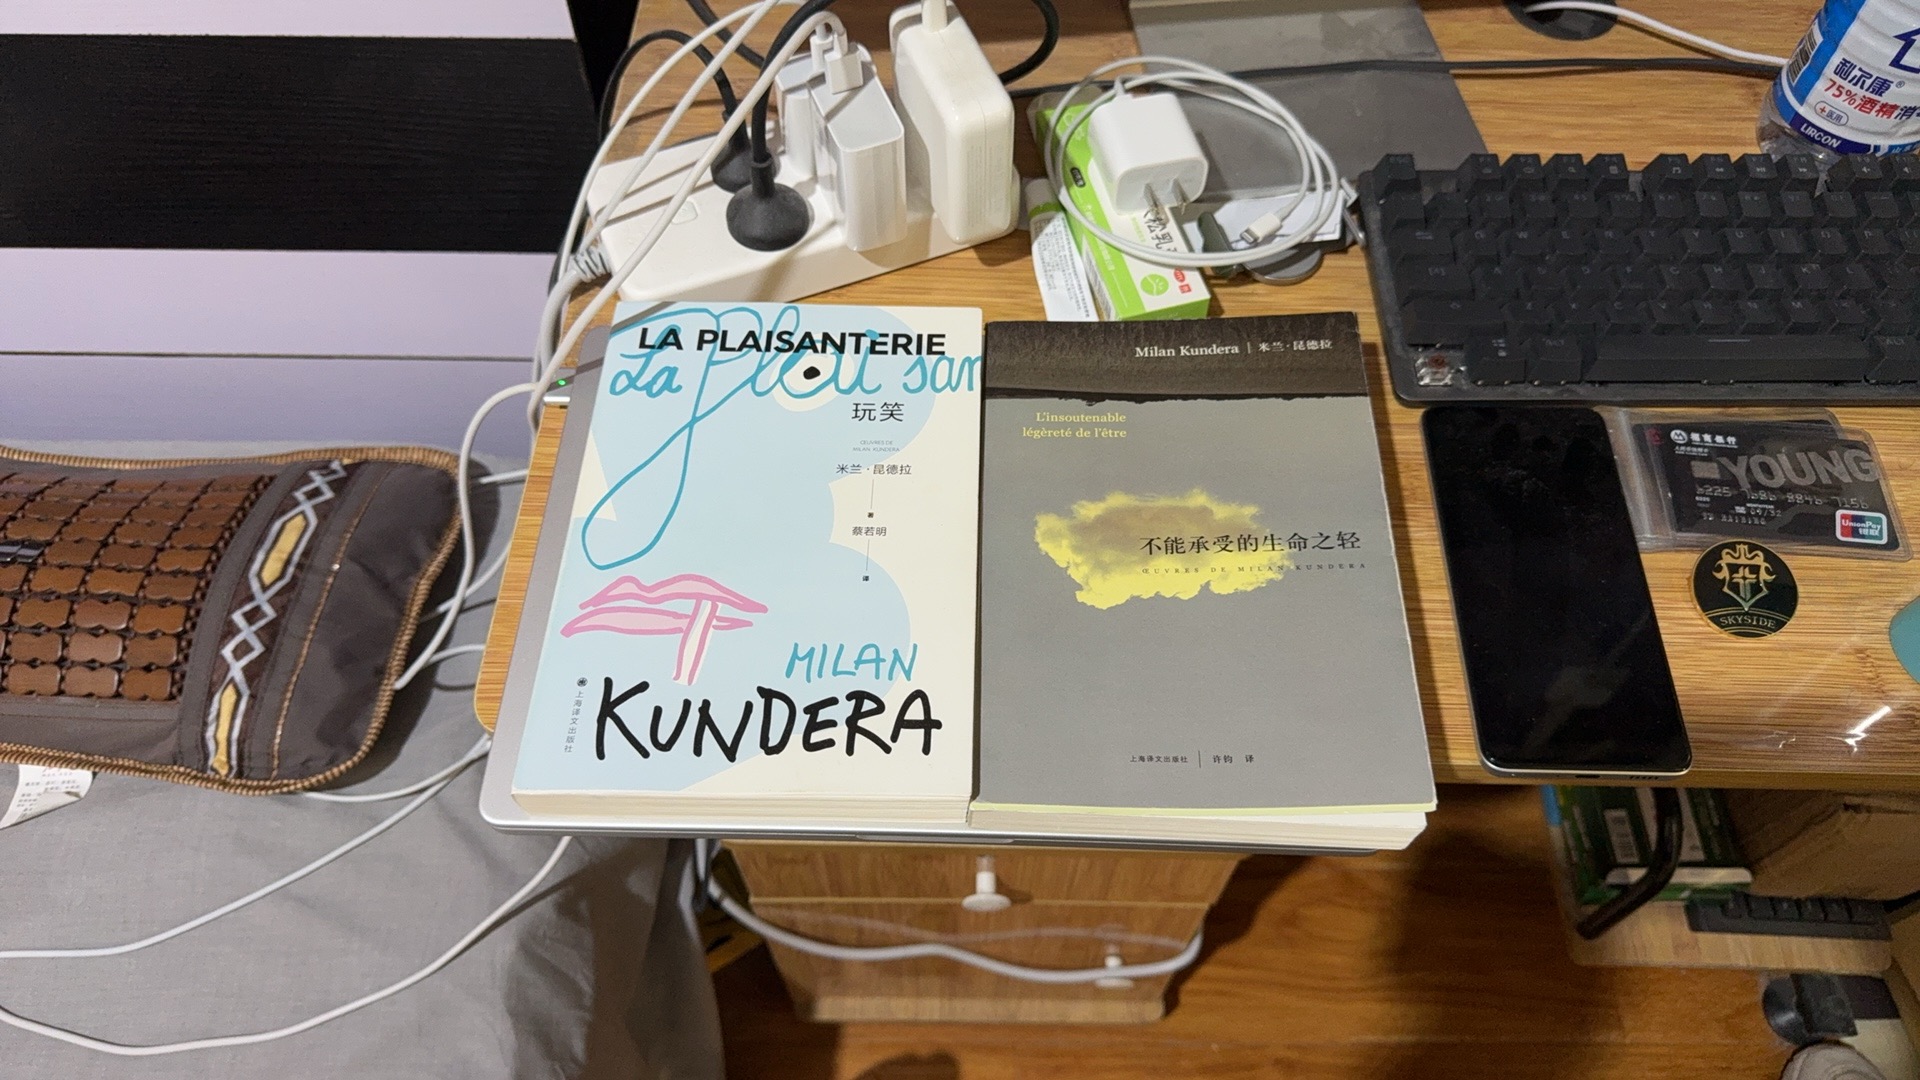 LA PLAISANTERIE
La Plaisan
玩笑
ŒUVRES DE
MILAN KUNDERA
米兰·昆德拉
著
蔡若明
译
MILAN
KUNDERA
上海译文出版社
Milan Kundera | 米兰·昆德拉
L'insoutenable
légèreté de l'être
不能承受的生命之轻
ŒUVRES DE MILAN KUNDERA
上海译文出版社 | 许钧 译
利尔康®
75%酒精消
+医用
LIRCON
招商银行
YOUNG
UnionPay
银联
SKYSIDE